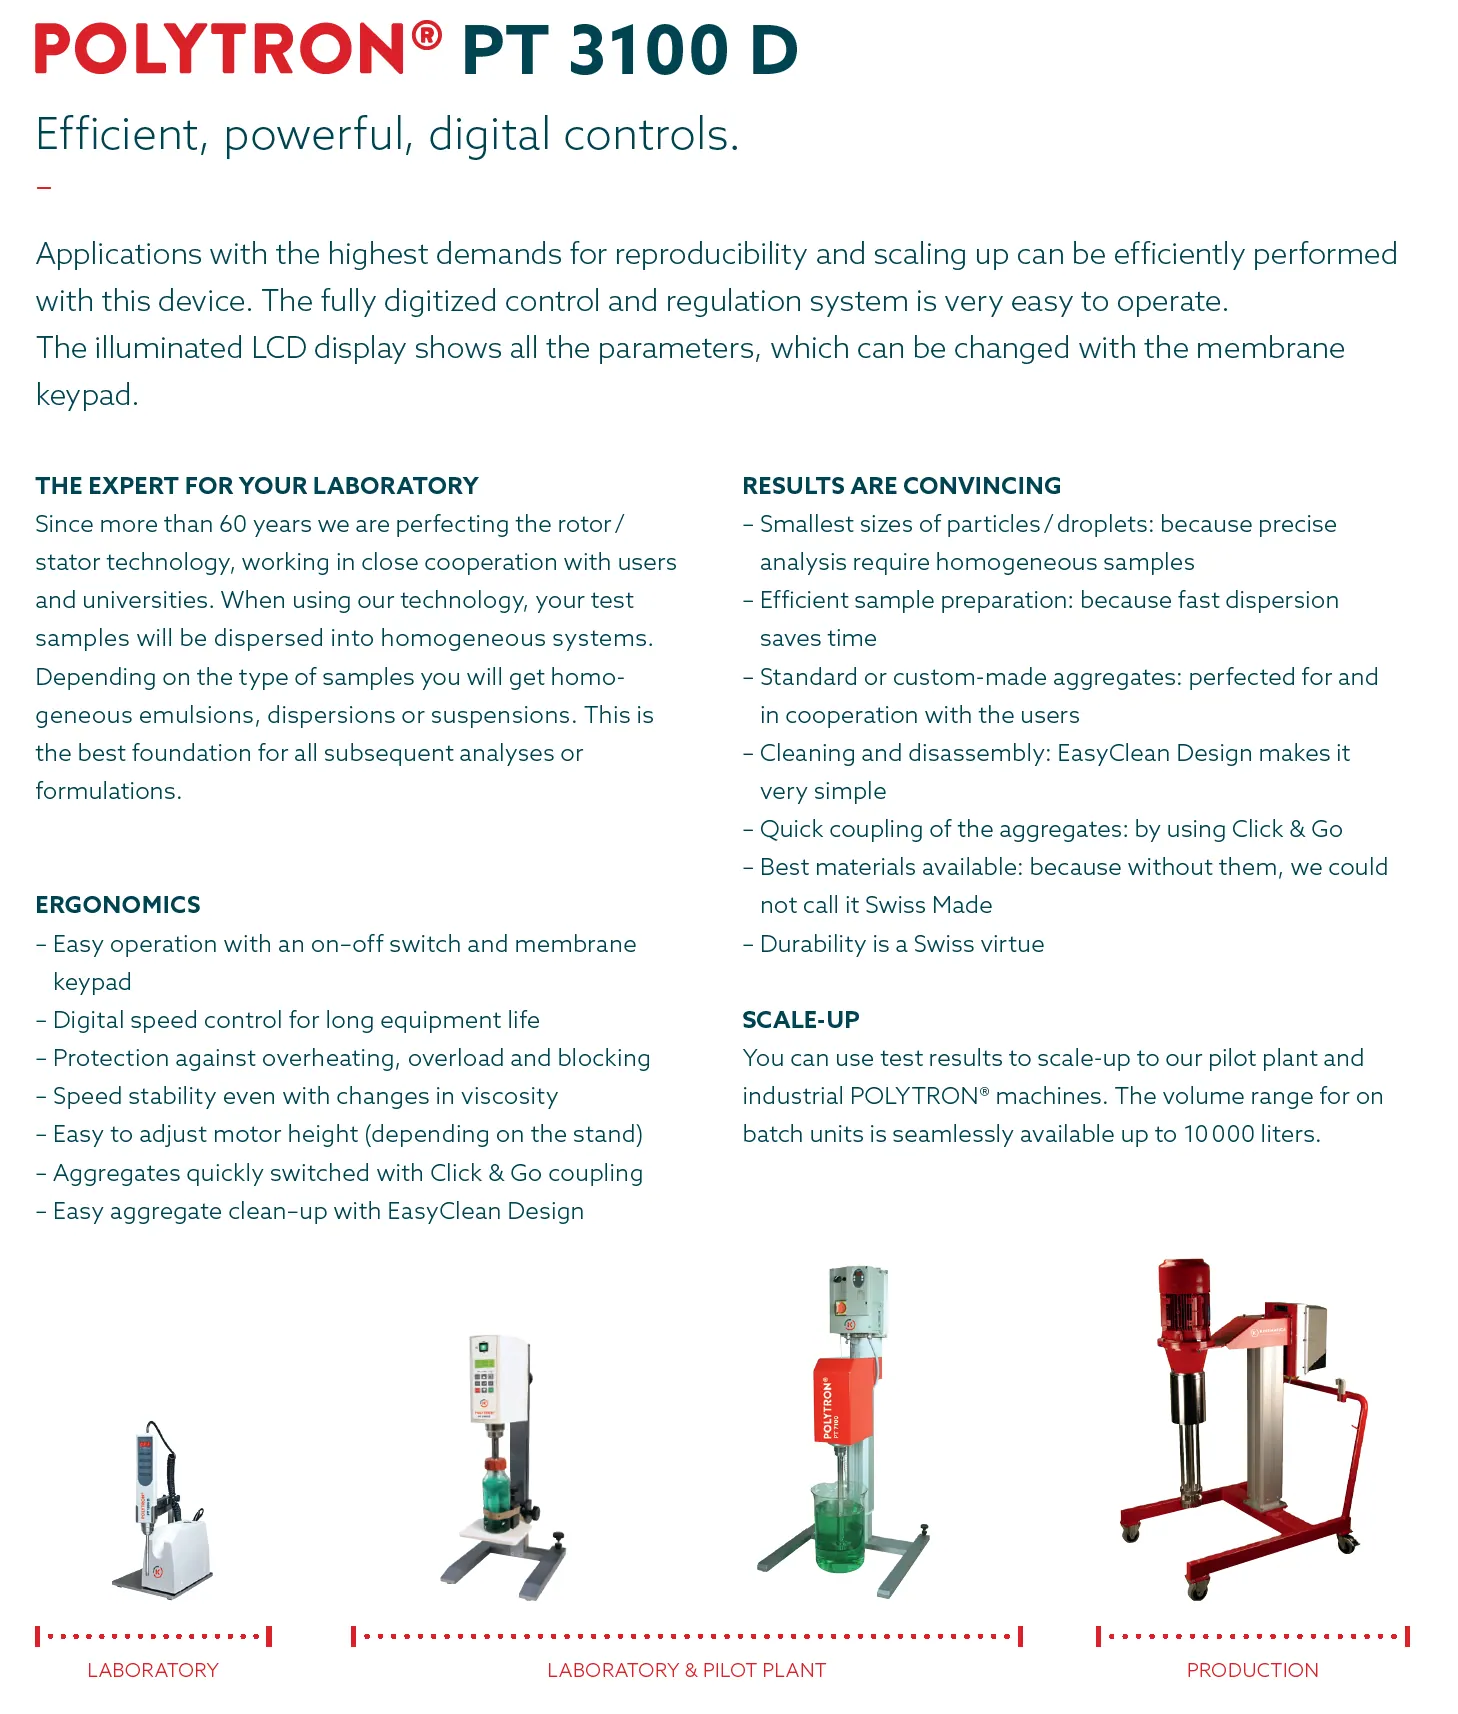 POLYTRON® PT 3100 D
Efficient, powerful, digital controls.
–
Applications with the highest demands for reproducibility and scaling up can be efficiently performed
with this device. The fully digitized control and regulation system is very easy to operate.
The illuminated LCD display shows all the parameters, which can be changed with the membrane
keypad.
THE EXPERT FOR YOUR LABORATORY
Since more than 60 years we are perfecting the rotor/
stator technology, working in close cooperation with users
and universities. When using our technology, your test
samples will be dispersed into homogeneous systems.
Depending on the type of samples you will get homo-
geneous emulsions, dispersions or suspensions. This is
the best foundation for all subsequent analyses or
formulations.
ERGONOMICS
– Easy operation with an on–off switch and membrane
keypad
– Digital speed control for long equipment life
– Protection against overheating, overload and blocking
– Speed stability even with changes in viscosity
– Easy to adjust motor height (depending on the stand)
– Aggregates quickly switched with Click & Go coupling
– Easy aggregate clean–up with EasyClean Design
RESULTS ARE CONVINCING
– Smallest sizes of particles/droplets: because precise
analysis require homogeneous samples
– Efficient sample preparation: because fast dispersion
saves time
– Standard or custom-made aggregates: perfected for and
in cooperation with the users
– Cleaning and disassembly: EasyClean Design makes it
very simple
– Quick coupling of the aggregates: by using Click & Go
– Best materials available: because without them, we could
not call it Swiss Made
– Durability is a Swiss virtue
SCALE-UP
You can use test results to scale-up to our pilot plant and
industrial POLYTRON® machines. The volume range for on
batch units is seamlessly available up to 10 000 liters.
POLYTRON®
K
POLYTRON®
K
POLYTRON®
PT 7100
K
LABORATORY
LABORATORY & PILOT PLANT
PRODUCTION